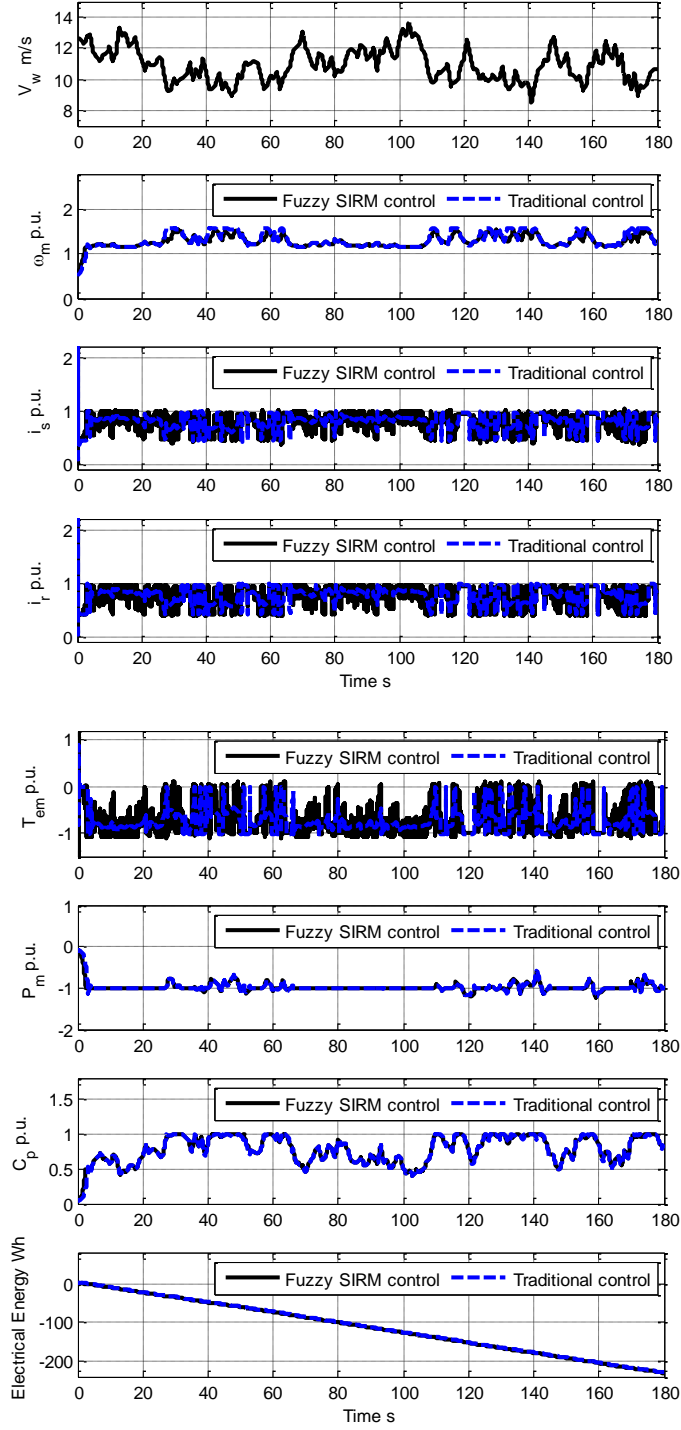 V_w m/s
14
12
10
8
0 20 40 60 80 100 120 140 160 180
ω_m p.u.
2
1
0
Fuzzy SIRM control Traditional control
0 20 40 60 80 100 120 140 160 180
i_s p.u.
2
1
0
Fuzzy SIRM control Traditional control
0 20 40 60 80 100 120 140 160 180
i_r p.u.
2
1
0
Fuzzy SIRM control Traditional control
0 20 40 60 80 100 120 140 160 180
Time s
T_em p.u.
1
0
-1
Fuzzy SIRM control Traditional control
0 20 40 60 80 100 120 140 160 180
P_m p.u.
1
0
-1
-2
Fuzzy SIRM control Traditional control
0 20 40 60 80 100 120 140 160 180
C_p p.u.
1.5
1
0.5
0
Fuzzy SIRM control Traditional control
0 20 40 60 80 100 120 140 160 180
Electrical Energy Wh
0
-100
-200
Fuzzy SIRM control Traditional control
0 20 40 60 80 100 120 140 160 180
Time s